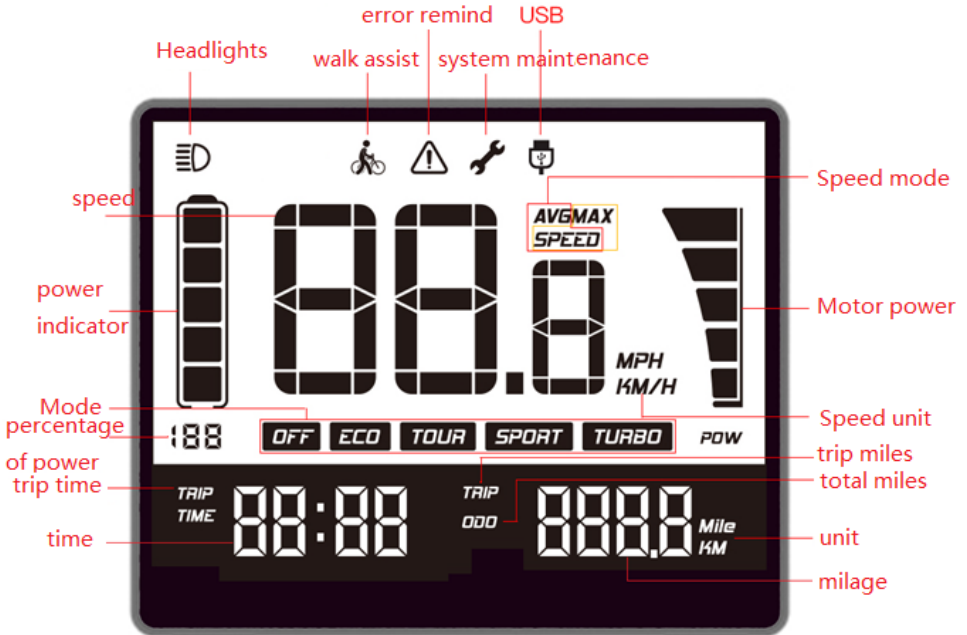 error remind
USB
Headlights
walk assist
system maintenance
Speed mode
speed
AVGMAX
SPEED
power
indicator
88.8
Motor power
MPH
KM/H
Mode
percentage
of power
188
OFF ECO TOUR SPORT TURBO
POW
Speed unit
trip miles
trip time
TRIP
TIME
88:88
TRIP
ODO
888.8
Mile
KM
total miles
time
unit
milage